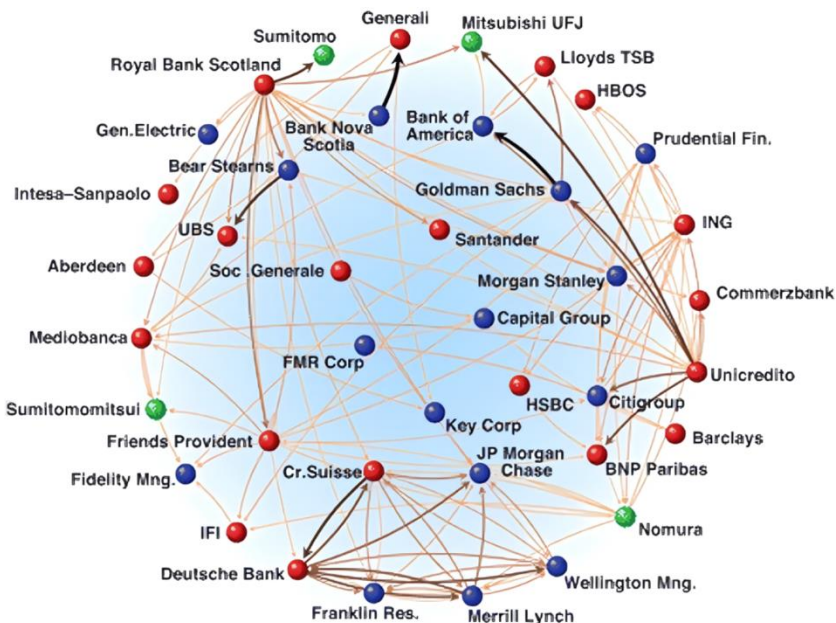 Generali
Mitsubishi UFJ
Sumitomo
Royal Bank Scotland
Lloyds TSB
HBOS
Gen.Electric
Bank Nova
Scotia
Bank of
America
Prudential Fin.
Bear Stearns
Goldman Sachs
Intesa–Sanpaolo
UBS
Santander
ING
Aberdeen
Soc.Generale
Morgan Stanley
Commerzbank
Mediobanca
Capital Group
FMR Corp
Unicredito
Sumitomomitsui
HSBC
Citigroup
Key Corp
Friends Provident
Barclays
Fidelity Mng.
Cr.Suisse
JP Morgan
Chase
BNP Paribas
IFI
Nomura
Deutsche Bank
Wellington Mng.
Franklin Res.
Merrill Lynch